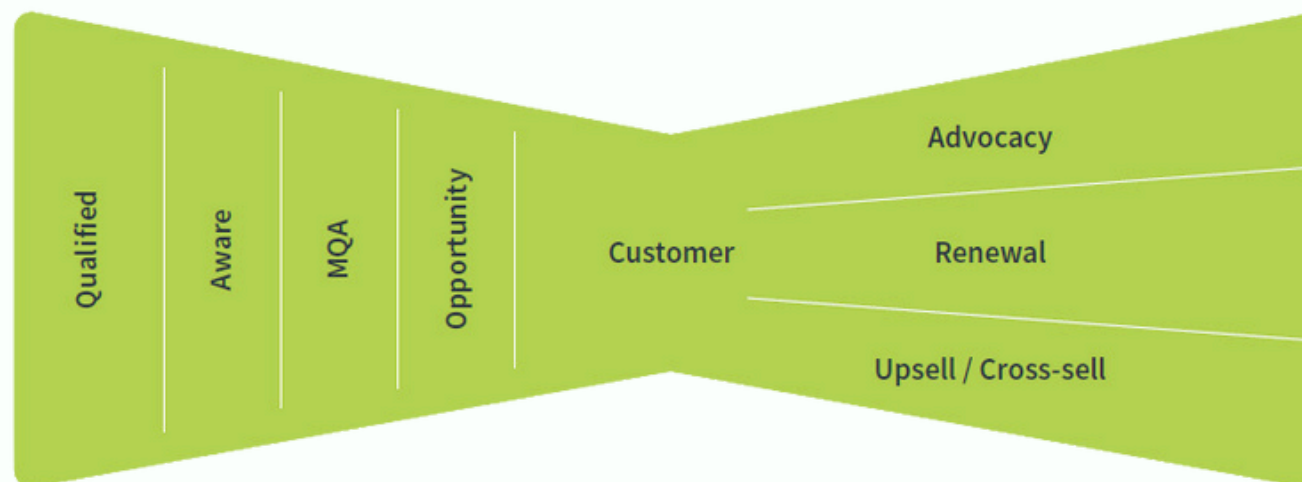 Qualified
Aware
MQA
Opportunity
Customer
Advocacy
Renewal
Upsell / Cross-sell